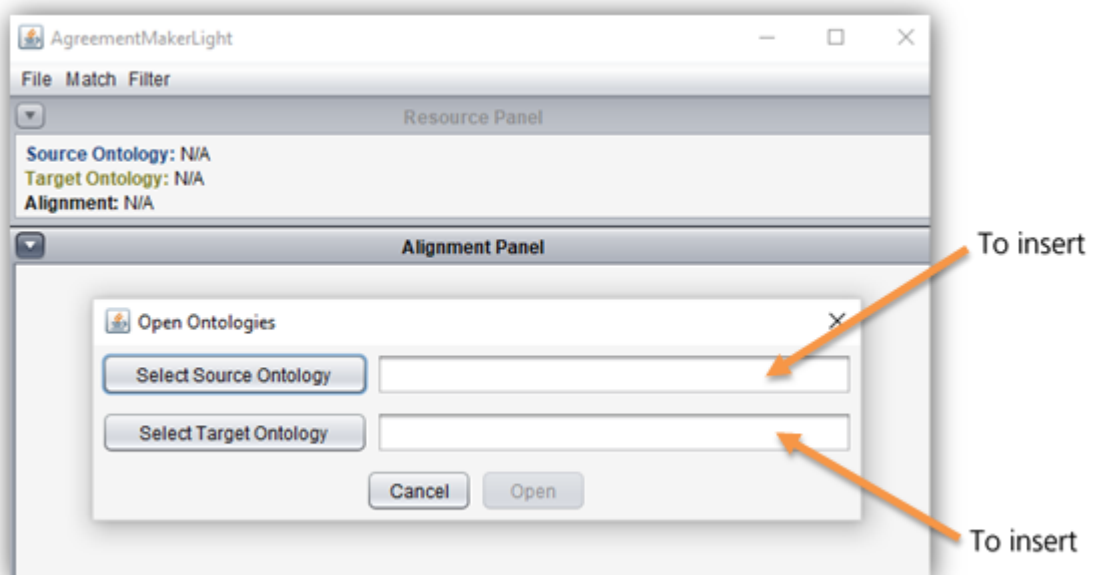 AgreementMakerLight
File Match Filter
Resource Panel
Source Ontology: N/A
Target Ontology: N/A
Alignment: N/A
Alignment Panel
To insert
Open Ontologies
Select Source Ontology
Select Target Ontology
Cancel Open
To insert